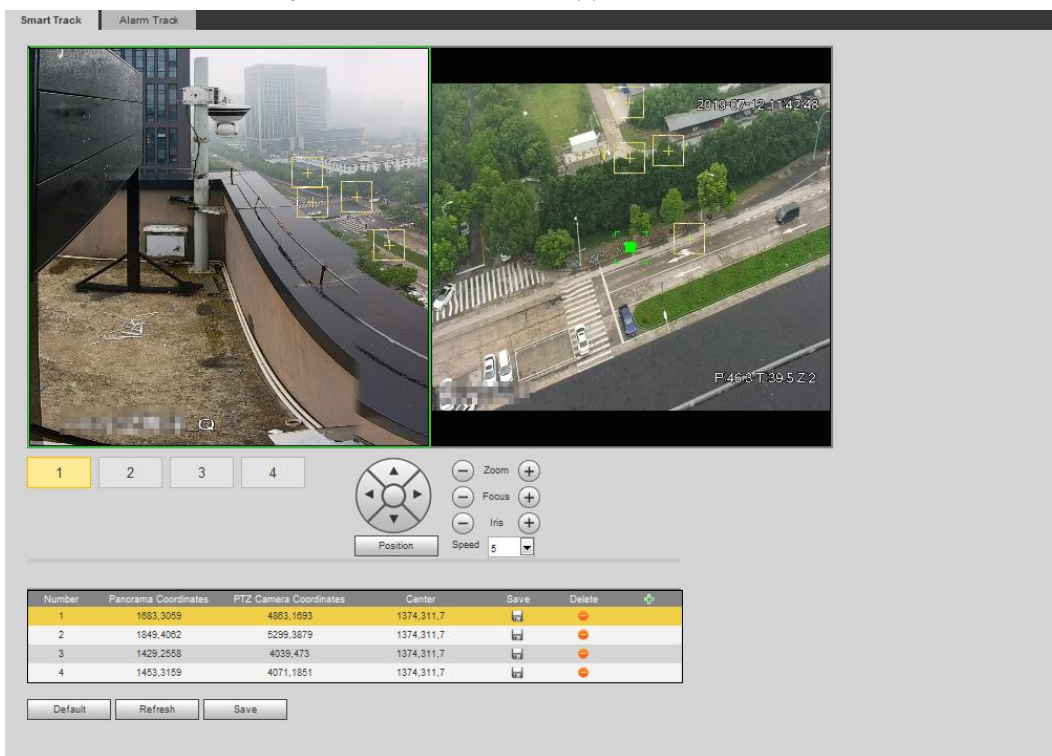 Smart Track Alarm Track
2019-07-12 11:42:48
P:46.8 T:39.5 Z:2
1 2 3 4
Zoom
Focus
Iris
Position Speed 5
Number Panorama Coordinates PTZ Camera Coordinates Center Save Delete
1 1683,3059 4863,1693 1374,311,7
2 1849,4062 5299,3879 1374,311,7
3 1429,2558 4039,473 1374,311,7
4 1453,3159 4071,1851 1374,311,7
Default Refresh Save